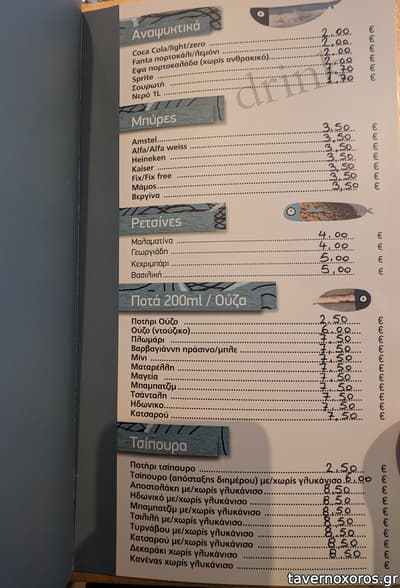 Αναψυκτικά
Coca Cola/light/zero 2,00 €
Fanta πορτοκάλι/λεμόνι 2,00 €
Εψα πορτοκαλάδα (χωρίς ανθρακικό) 2,00 €
Sprite 2,00 €
Σουρωτή 1,70 €
Νερό 1L 1,70 €
drin
Μπύρες
Amstel 3,50 €
Alfa/Alfa weiss 3,50 €
Heineken 3,50 €
Kaiser 3,50 €
Fix/Fix free 3,50 €
Μάμος 3,50 €
Βεργίνα 3,50 €
Ρετσίνες
Μαλαματίνα 4,00 €
Γεωργιάδη 4,00 €
Κεχριμπάρι 5,00 €
Βασιλική 5,00 €
Ποτά 200ml / Ούζα
Ποτήρι Ούζο 2,50 €
Ούζο (ντούζικο) 6,00 €
Πλωμάρι 7,50 €
Βαρβαγιάννη πράσινο/μπλε 7,50 €
Μίνι 7,50 €
Ματαρέλλη 7,50 €
Μαγεία 7,50 €
Μπαμπατζίμ 7,50 €
Τσάνταλη 7,50 €
Ηδωνικο 7,50 €
Κατσαρού 7,50 €
Τσίπουρα
Ποτήρι τσίπουρο 2,50 €
Τσίπουρο (απόσταξης διημέρου) με/χωρίς γλυκάνισο 6,00 €
Αποστολάκη με/χωρίς γλυκάνισο 8,50 €
Ηδωνικό με/χωρίς γλυκάνισο 8,50 €
Μπαμπατζίμ με/χωρίς γλυκάνισο 8,50 €
Τσιλιλή με/χωρίς γλυκάνισο 8,50 €
Τυρνάβου με/χωρίς γλυκάνισο 8,50 €
Κατσαρού με/χωρίς γλυκάνισο 8,50 €
Δεκαράκι χωρίς γλυκάνισο 8,50 €
Κανένας χωρίς γλυκάνισο €
tavernoxoros.gr